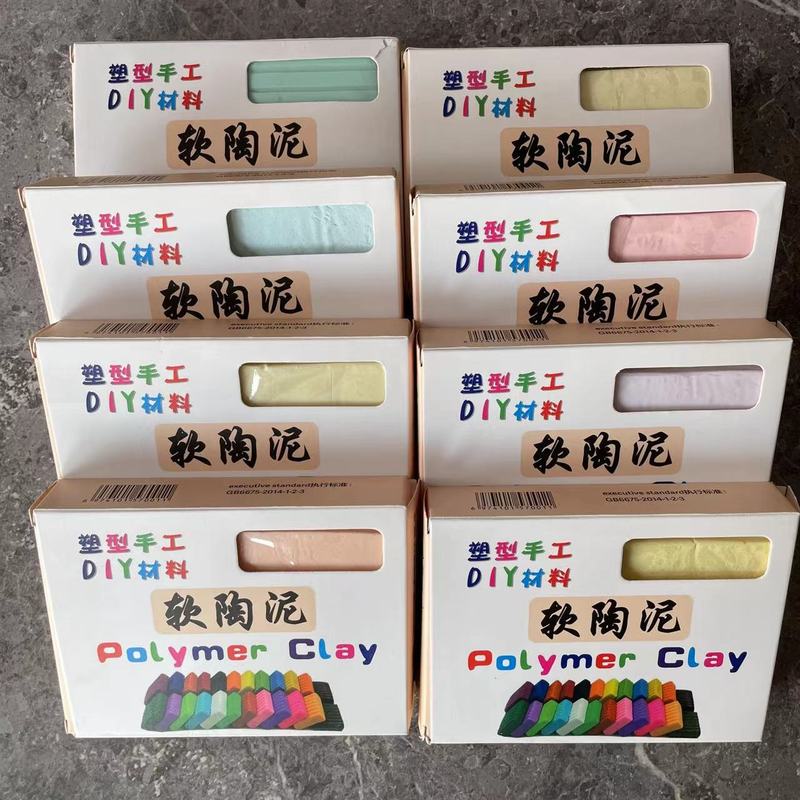 塑型手工
DIY材料
软陶泥
塑型手工
DIY材料
软陶泥
塑型手工
DIY材料
软陶泥
塑型手工
DIY材料
软陶泥
executive standard执行标准：
GB6675-2014-1-2-3
塑型手工
DIY材料
软陶泥
executive standard执行标准：
GB6675-2014-1-2-3
塑型手工
DIY材料
软陶泥
executive standard执行标准：
GB6675-2014-1-2-3
塑型手工
DIY材料
软陶泥
Polymer Clay
6974101970011
executive standard执行标准：
GB6675-2014-1-2-3
塑型手工
DIY材料
软陶泥
Polymer Clay